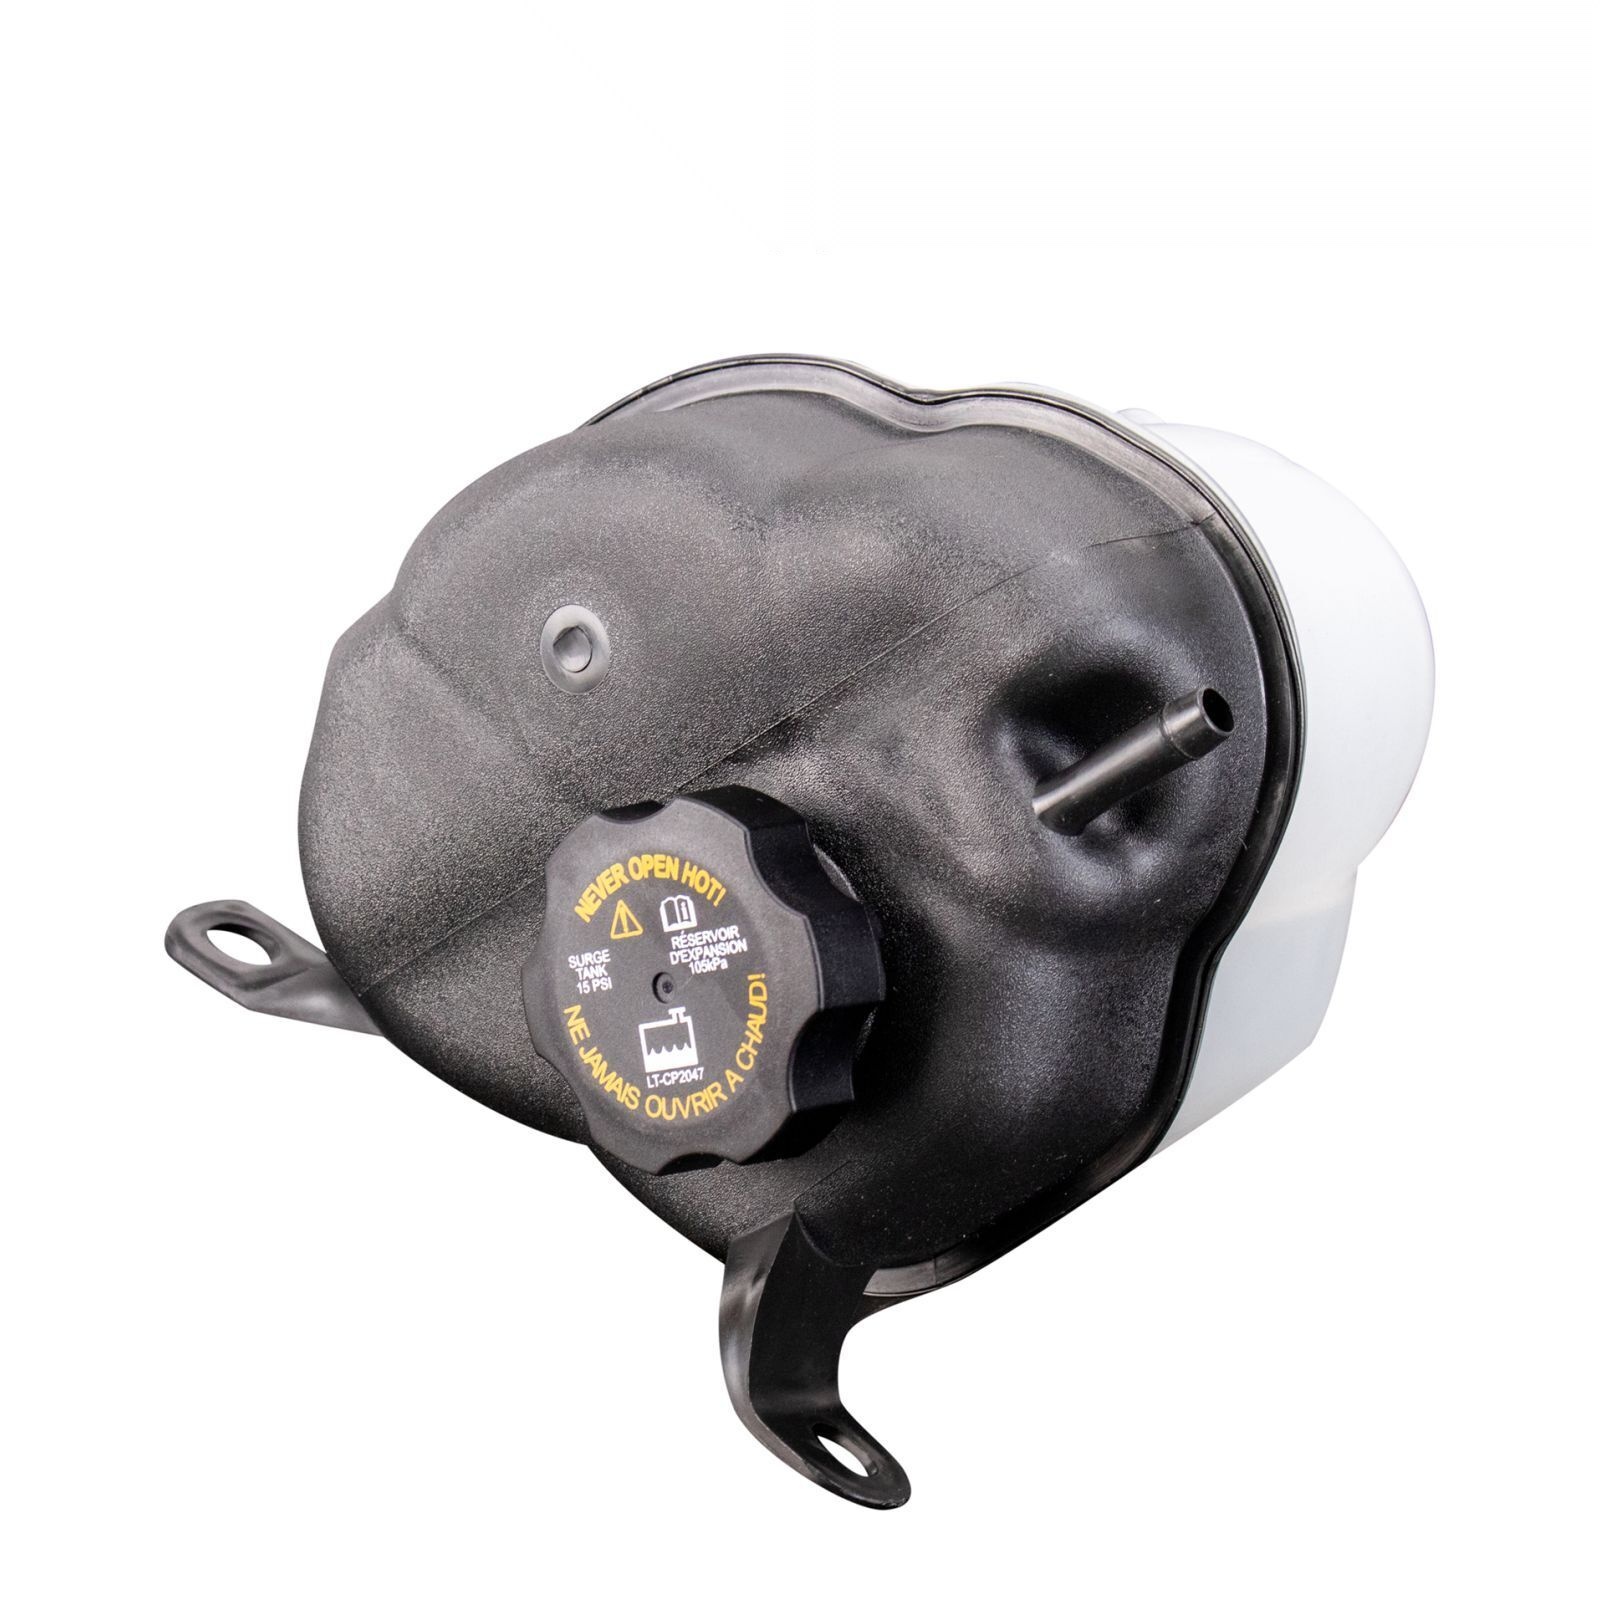 NEVER OPEN HOT!
SURGE
TANK
15 PSI
RÉSERVOIR
D'EXPANSION
105kPa
LT-CP2047
NE JAMAIS OUVRIR A CHAUD!